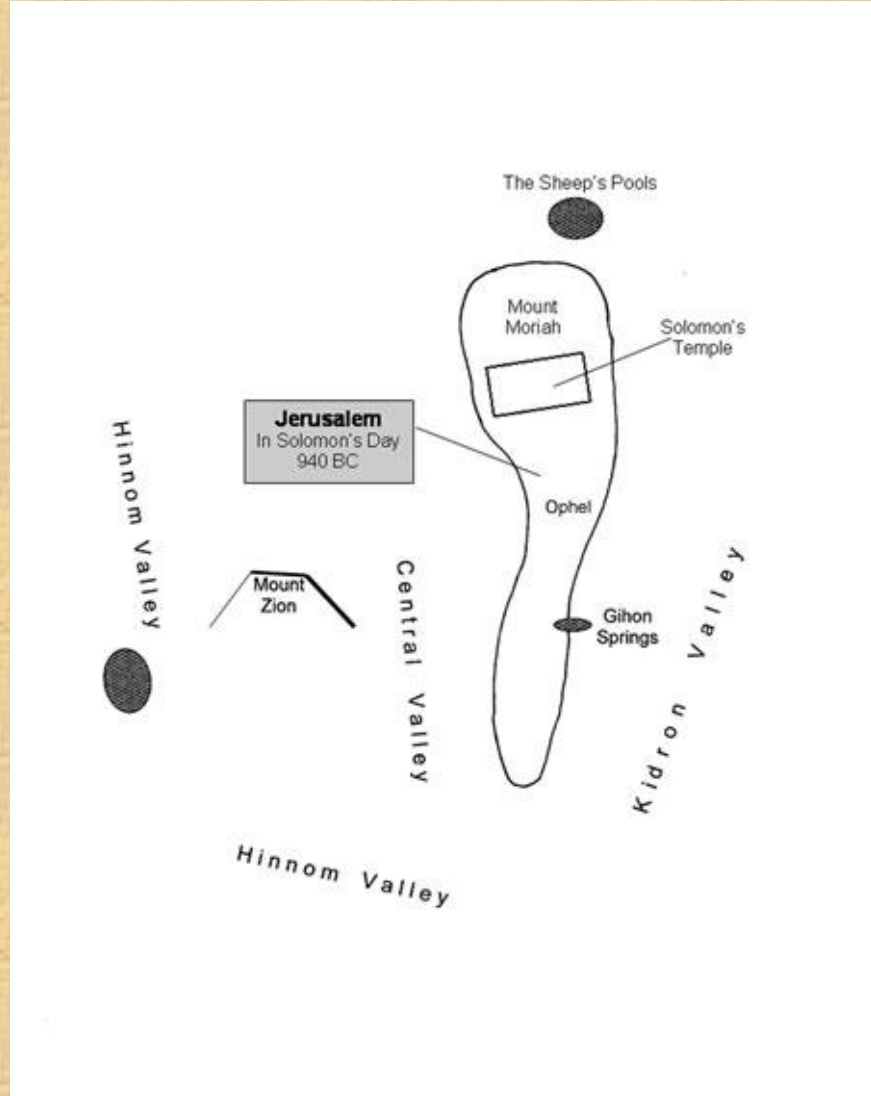 The Sheep's Pools
Mount
Moriah
Solomon's
Temple
Jerusalem
In Solomon's Day
940 BC
Hinnom Valley
Ophel
Central Valley
Mount
Zion
Gihon
Springs
Kidron Valley
Hinnom Valley